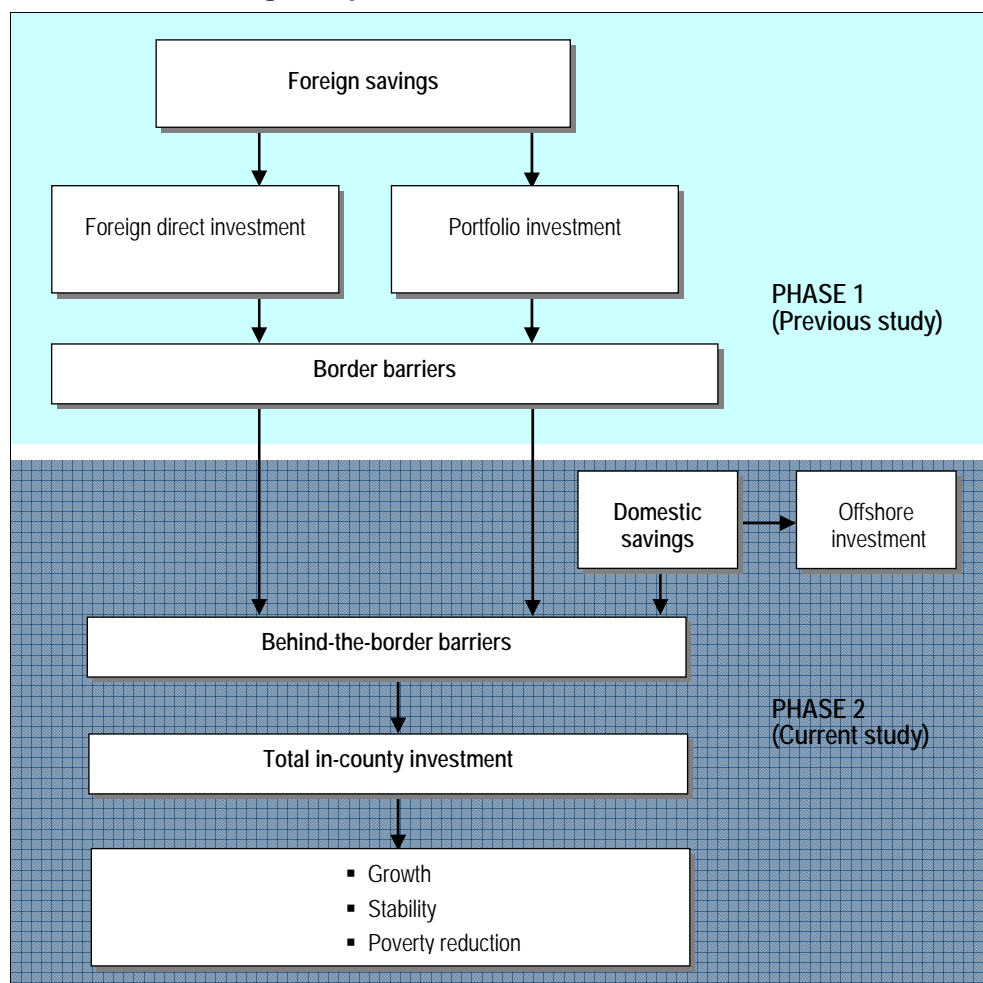 Foreign savings
Foreign direct investment
Portfolio investment
PHASE 1
(Previous study)
Border barriers
Domestic
savings
Offshore
investment
Behind-the-border barriers
PHASE 2
(Current study)
Total in-county investment
▪ Growth
▪ Stability
▪ Poverty reduction